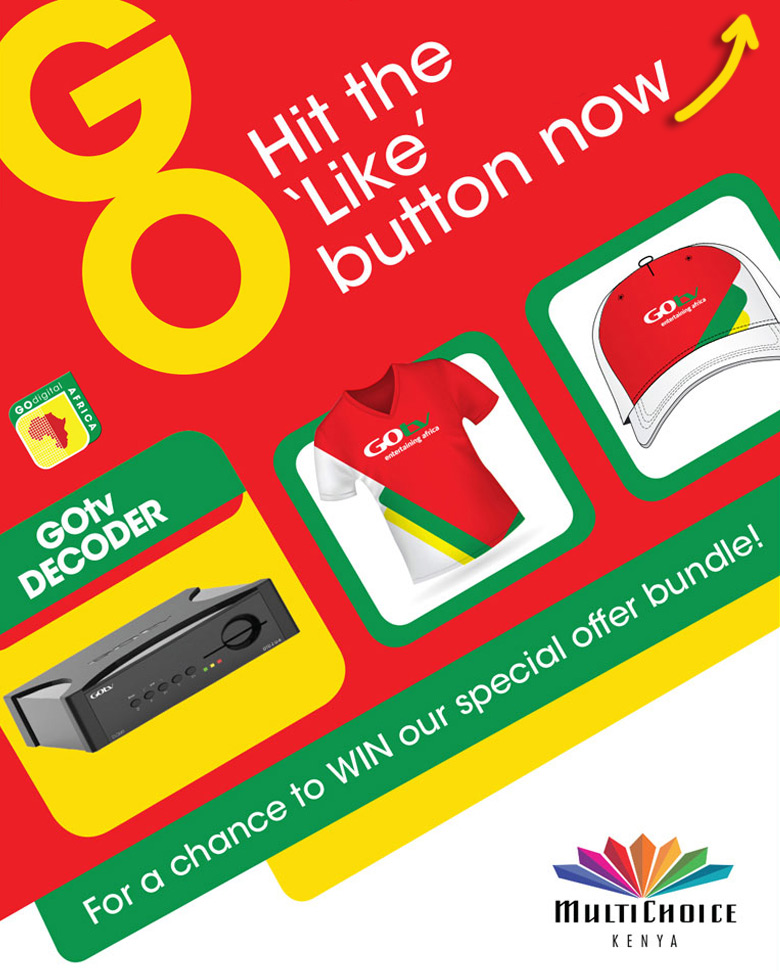 GO
Hit the
‘Like’
button now
GOtv
entertaining africa
GOdigital
AFRICA
GOtv
entertaining africa
GOtv
DECODER
GOtv
For a chance to WIN our special offer bundle!
MULTICHOICE
KENYA